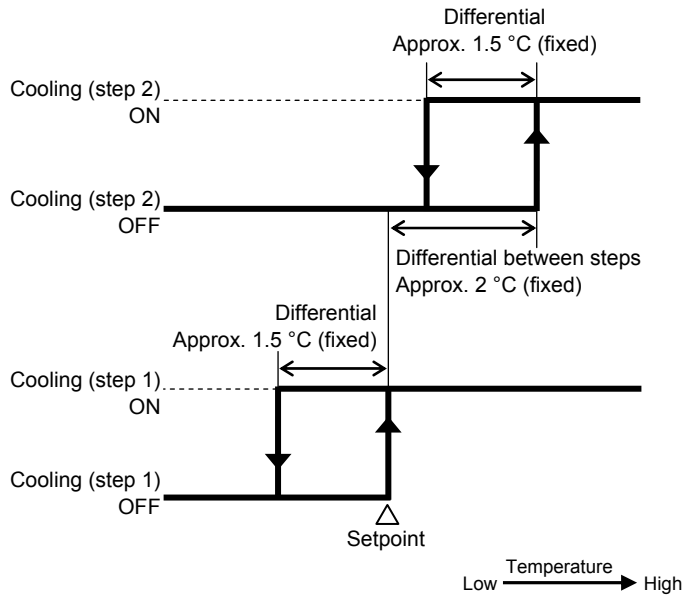 Differential
Approx. 1.5 °C (fixed)
Cooling (step 2)
ON
Cooling (step 2)
OFF
Differential between steps
Approx. 2 °C (fixed)
Differential
Approx. 1.5 °C (fixed)
Cooling (step 1)
ON
Cooling (step 1)
OFF
Setpoint
Temperature
Low High